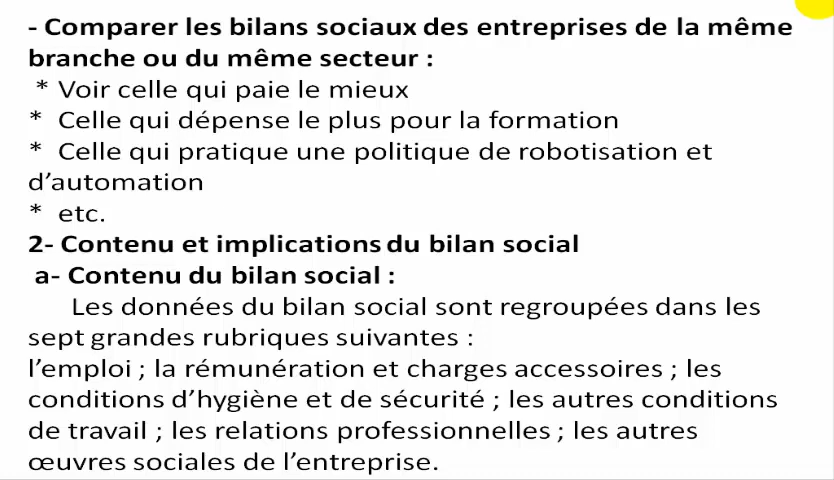 - Comparer les bilans sociaux des entreprises de la même
branche ou du même secteur :
* Voir celle qui paie le mieux
* Celle qui dépense le plus pour la formation
* Celle qui pratique une politique de robotisation et
d’automation
* etc.
2- Contenu et implications du bilan social
a- Contenu du bilan social :
Les données du bilan social sont regroupées dans les
sept grandes rubriques suivantes :
l’emploi ; la rémunération et charges accessoires ; les
conditions d’hygiène et de sécurité ; les autres conditions
de travail ; les relations professionnelles ; les autres
œuvres sociales de l’entreprise.